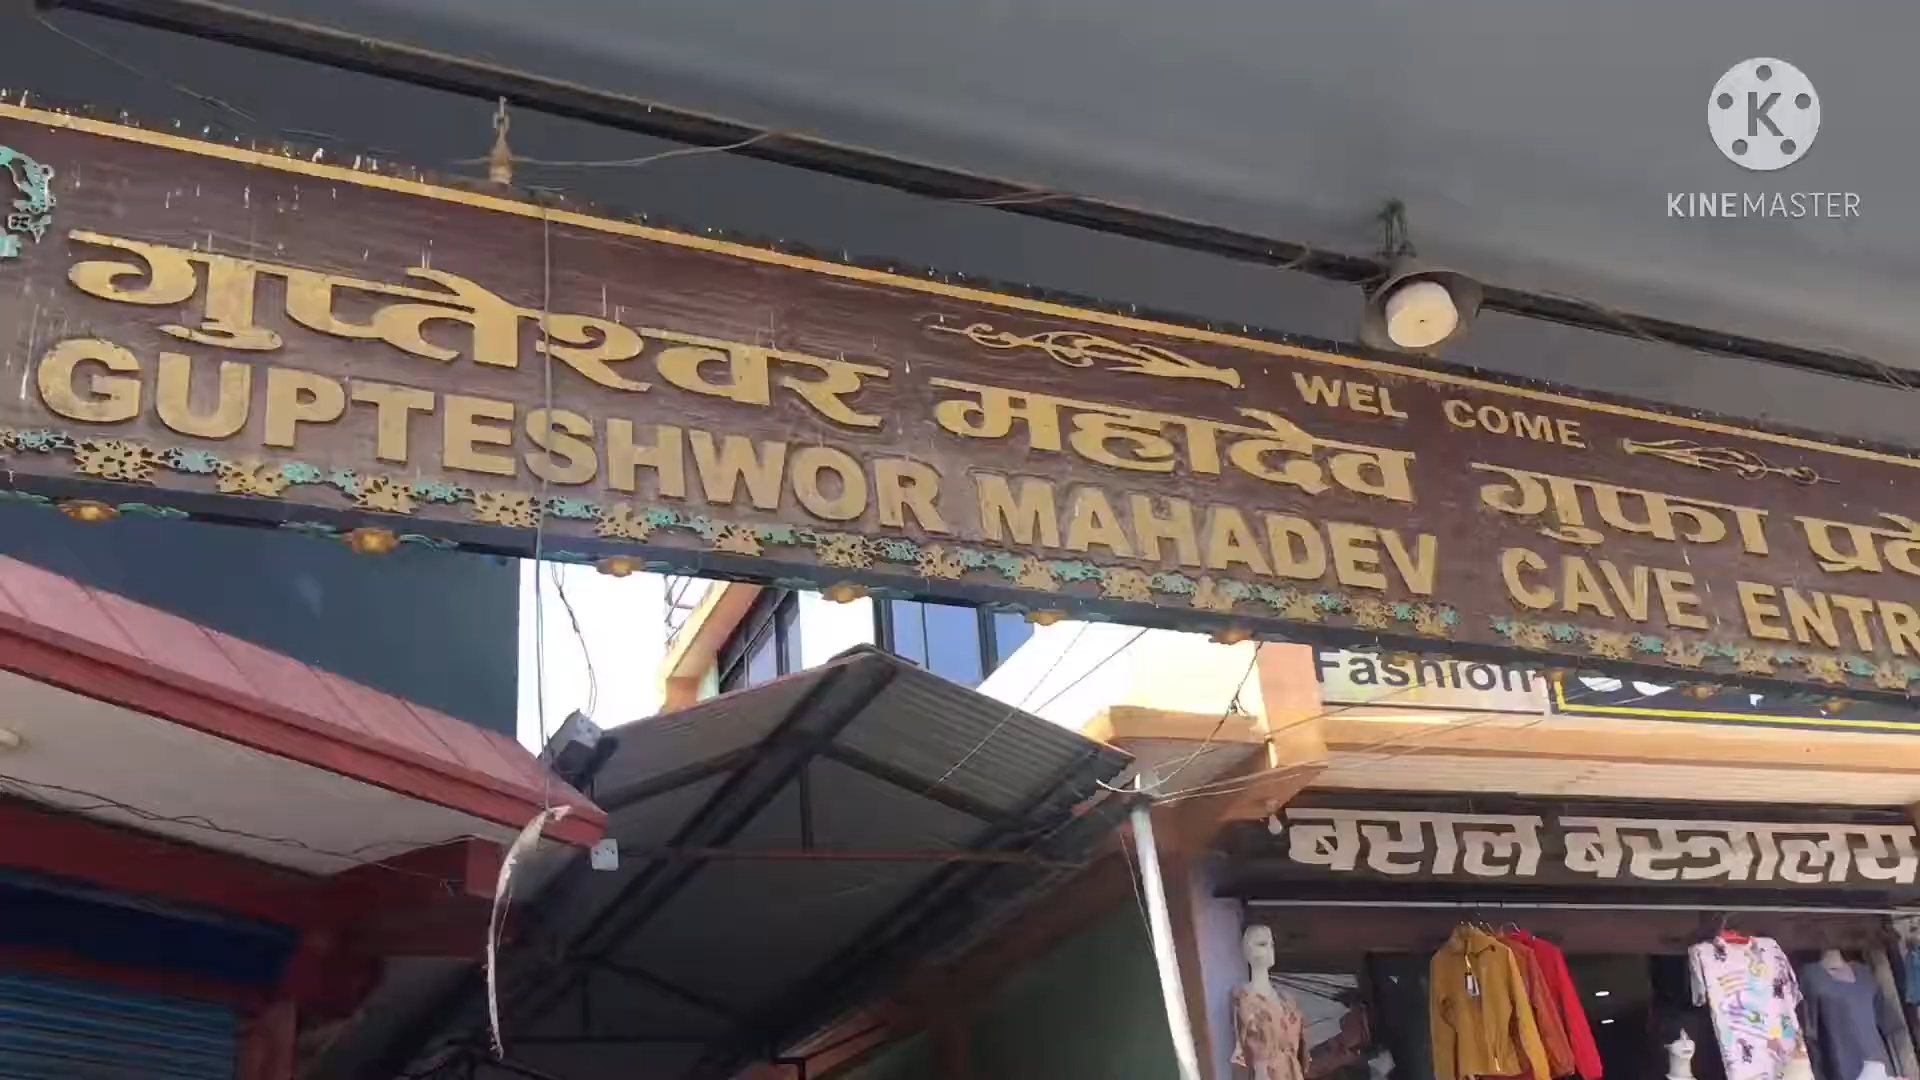 K
KINEMASTER
WEL COME
गुप्तेश्वर महादेव गुफा
GUPTESHWOR MAHADEV CAVE
Fashion
बराल बस्त्रालय